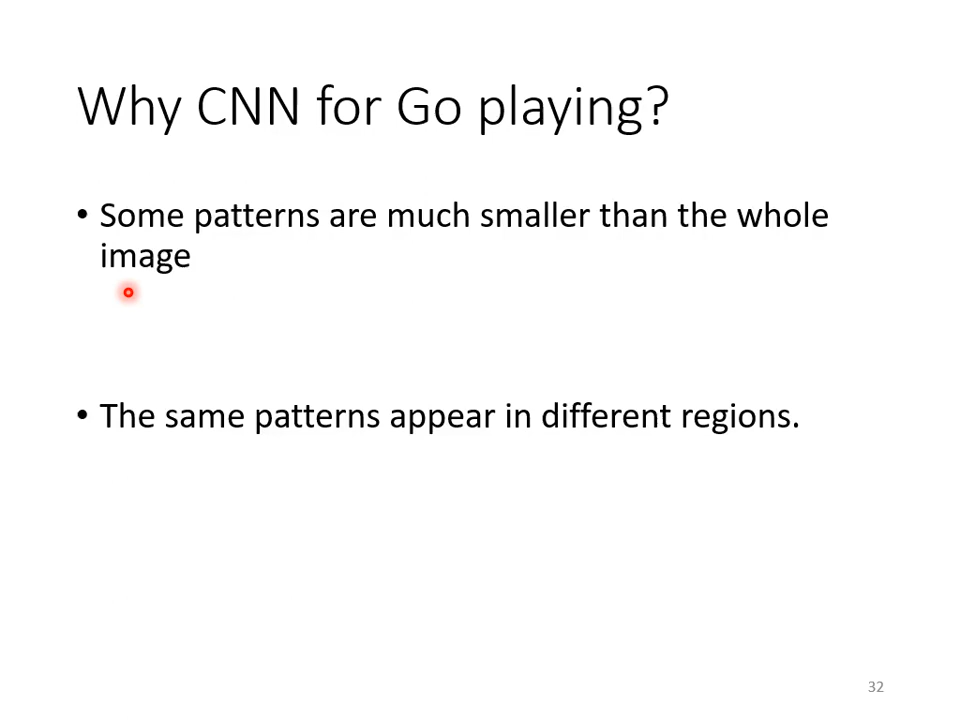 Why CNN for Go playing?
• Some patterns are much smaller than the whole
image
• The same patterns appear in different regions.
32